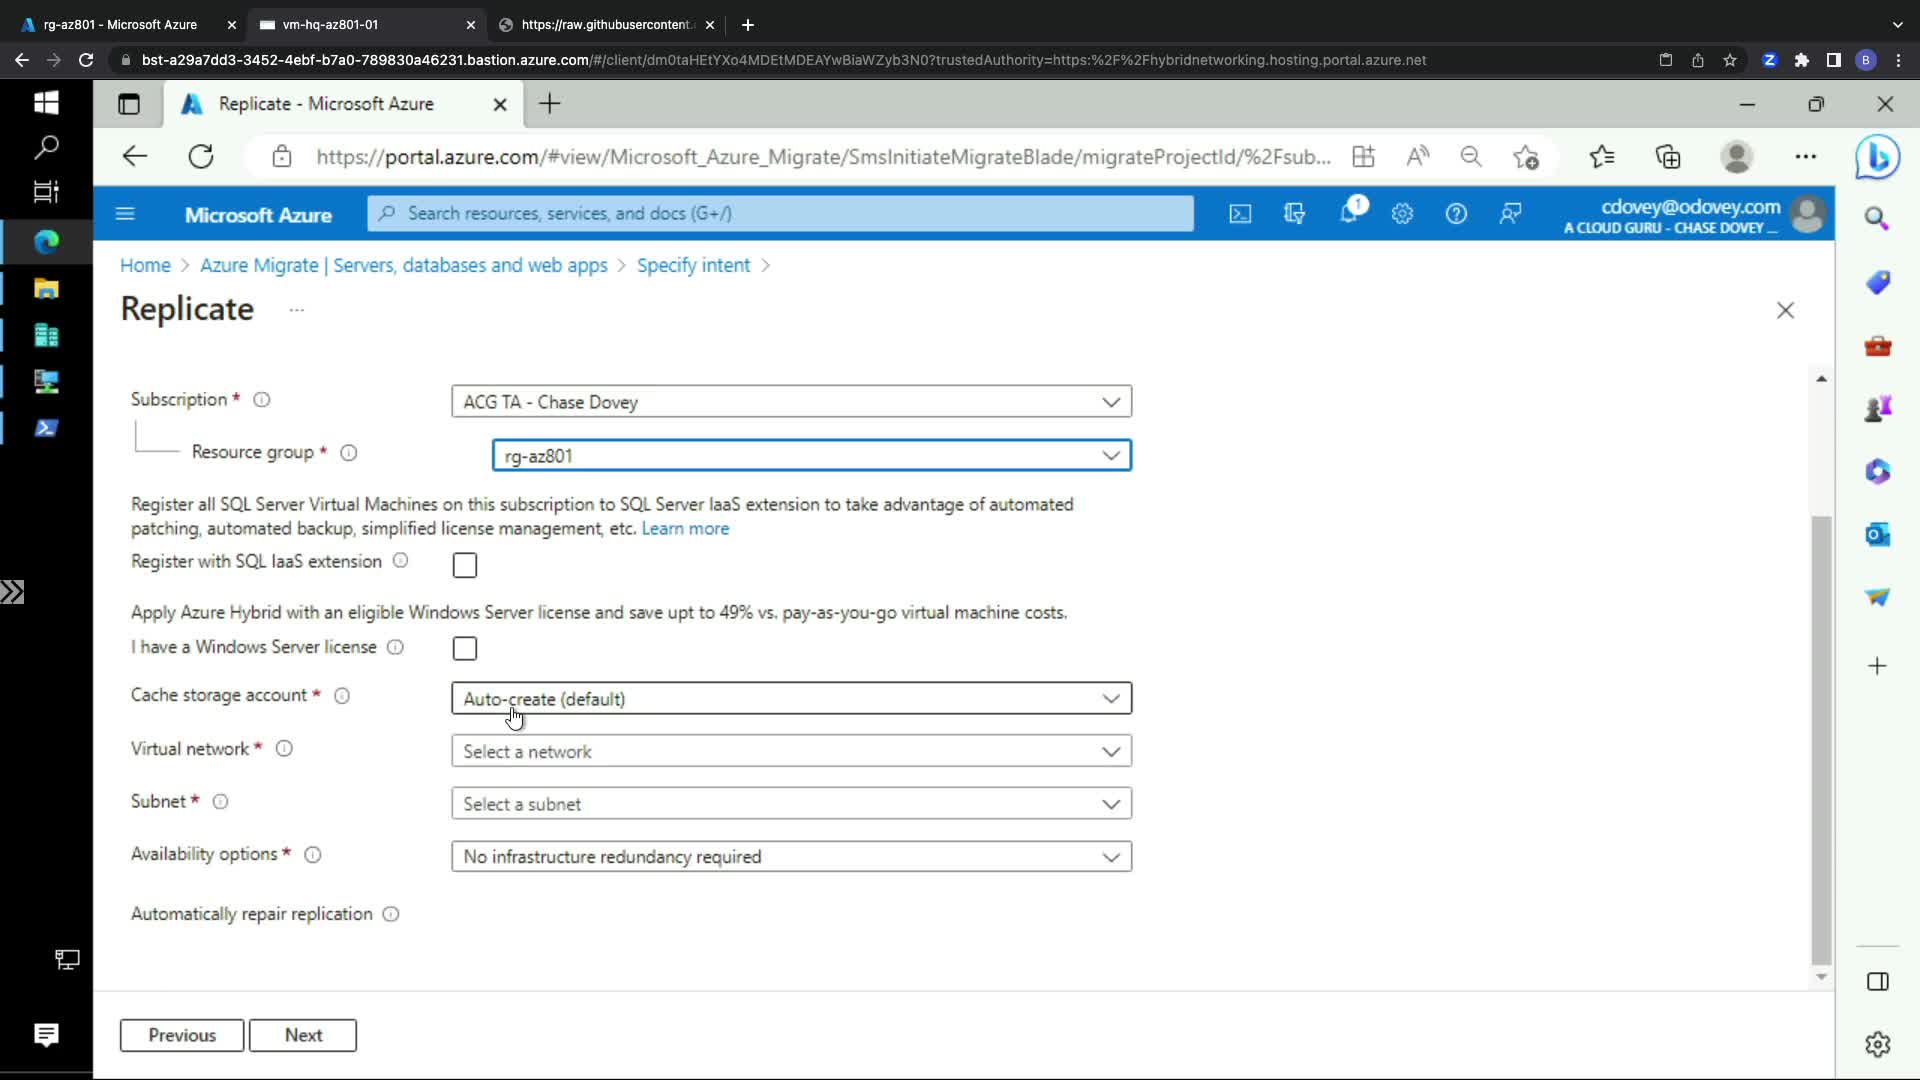 rg-az801 - Microsoft Azure
vm-hq-az801-01
https://raw.githubusercontent.
bst-a29a7dd3-3452-4ebf-b7a0-789830a46231.bastion.azure.com/#/client/dm0taHEtYXo4MDEtMDEAYwBiaWZyb3N0?trustedAuthority=https:%2F%2Fhybridnetworking.hosting.portal.azure.net
B
Replicate - Microsoft Azure
https://portal.azure.com/#view/Microsoft_Azure_Migrate/SmsInitiateMigrateBlade/migrateProjectId/%2Fsub...
Microsoft Azure
Search resources, services, and docs (G+/)
1
cdovey@odovey.com
A CLOUD GURU - CHASE DOVEY ...
Home > Azure Migrate | Servers, databases and web apps > Specify intent >
Replicate ...
Subscription *
ACG TA - Chase Dovey
Resource group *
rg-az801
Register all SQL Server Virtual Machines on this subscription to SQL Server IaaS extension to take advantage of automated
patching, automated backup, simplified license management, etc. Learn more
Register with SQL IaaS extension
Apply Azure Hybrid with an eligible Windows Server license and save upt to 49% vs. pay-as-you-go virtual machine costs.
I have a Windows Server license
Cache storage account *
Auto-create (default)
Virtual network *
Select a network
Subnet *
Select a subnet
Availability options *
No infrastructure redundancy required
Automatically repair replication
Previous
Next